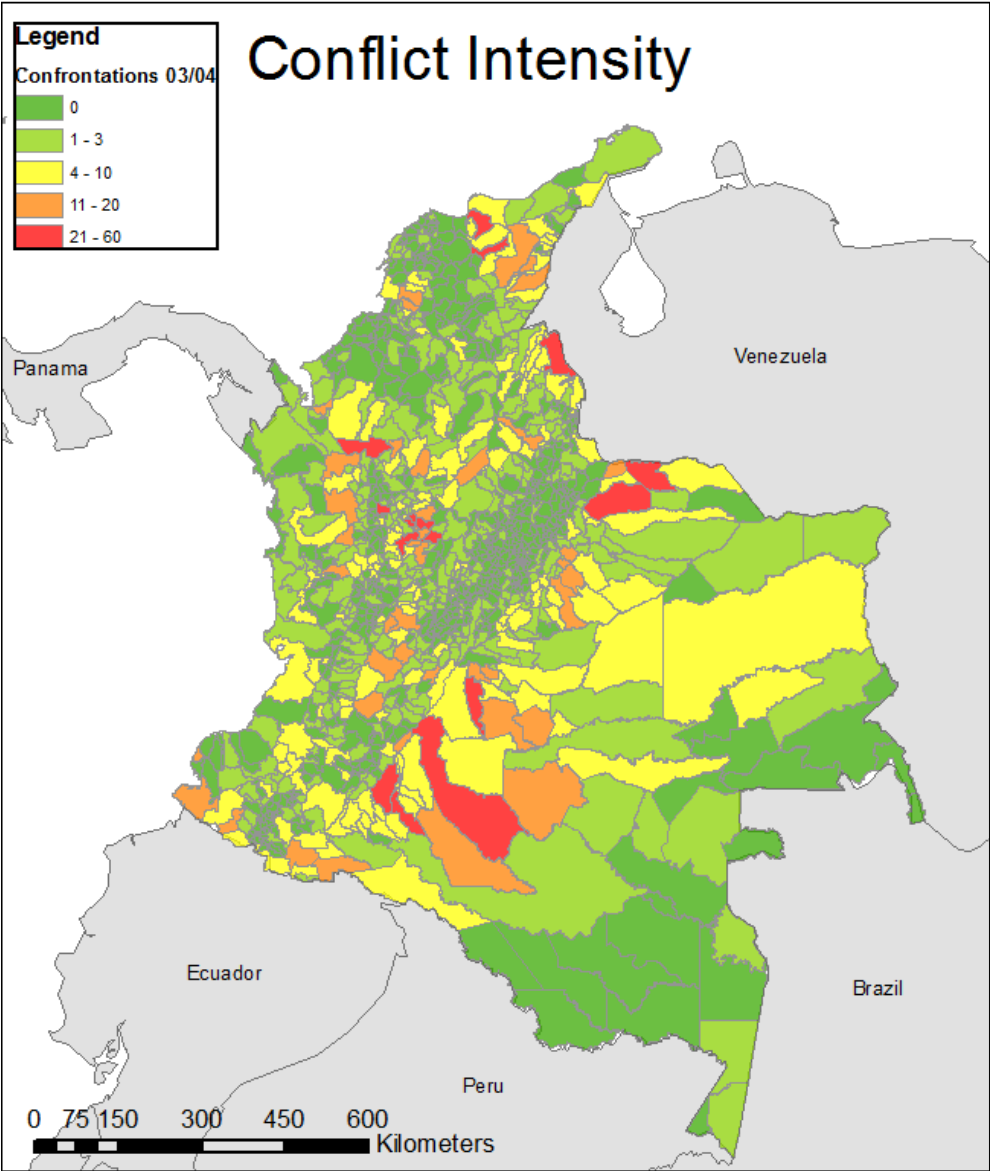 Conflict Intensity
Legend
Confrontations 03/04
0
1 - 3
4 - 10
11 - 20
21 - 60
Panama
Venezuela
Ecuador
Brazil
Peru
0 75 150 300 450 600
Kilometers